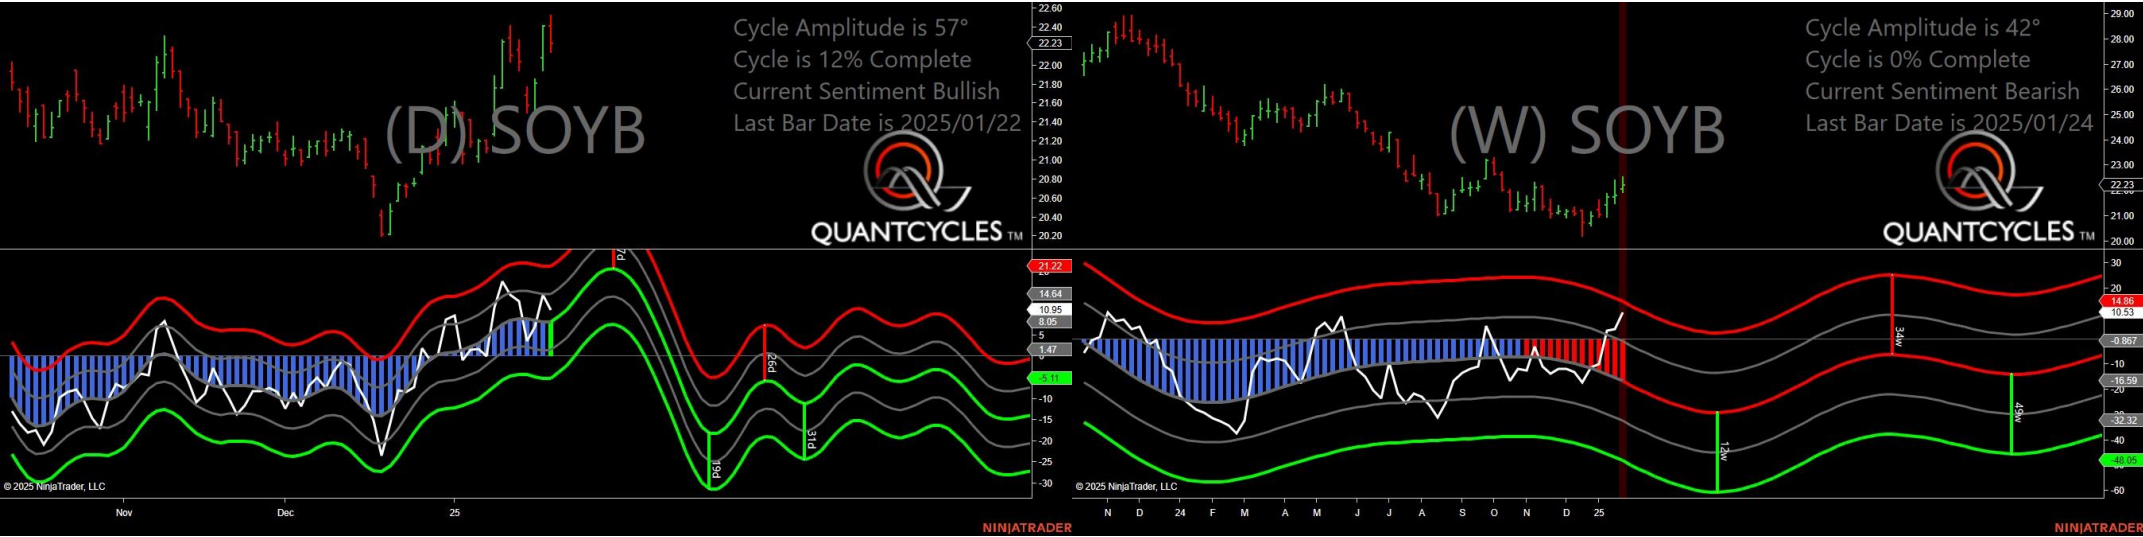 Cycle Amplitude is 57°
Cycle is 12% Complete
Current Sentiment Bullish
Last Bar Date is 2025/01/22
(D) SOYB
QUANTCYCLES TM
22.60
22.40
22.23
22.00
21.80
21.60
21.40
21.20
21.00
20.80
20.60
20.40
20.20
7d
19d
26d
31d
21.22
14.64
10.95
8.05
5
1.47
-5.11
-10
-15
-20
-25
-30
© 2025 NinjaTrader, LLC
Nov Dec 25
NINJATRADER
Cycle Amplitude is 42°
Cycle is 0% Complete
Current Sentiment Bearish
Last Bar Date is 2025/01/24
(W) SOYB
QUANTCYCLES TM
29.00
28.00
27.00
26.00
25.00
24.00
23.00
22.23
21.00
20.00
12w
34w
49w
30
20
14.86
10.53
-0.867
-10
-16.59
-20
-32.32
-40
-48.05
-60
© 2025 NinjaTrader, LLC
N D 24 F M A M J J A S O N D 25
NINJATRADER